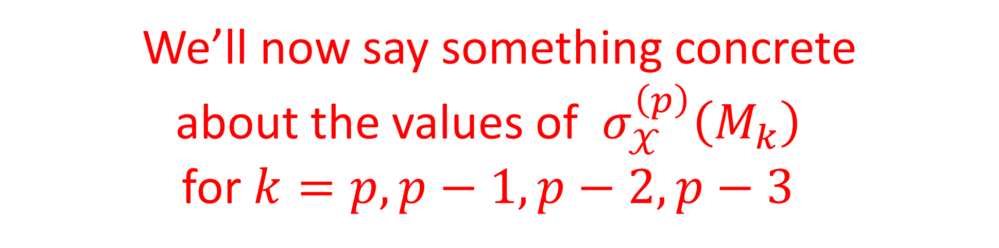 We’ll now say something concrete
about the values of σ_χ^(p)(M_k)
for k = p, p − 1, p − 2, p − 3